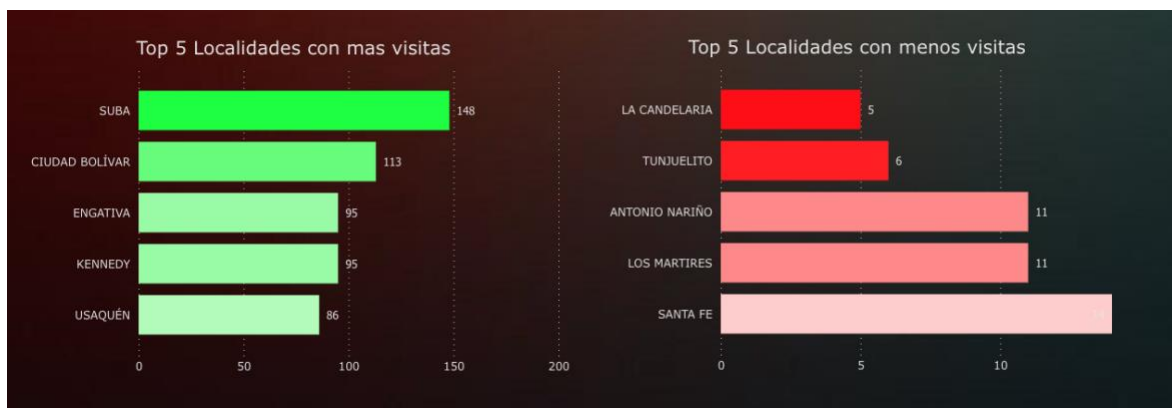 Top 5 Localidades con mas visitas
SUBA 148
CIUDAD BOLÍVAR 113
ENGATIVA 95
KENNEDY 95
USAQUÉN 86
0 50 100 150 200
Top 5 Localidades con menos visitas
LA CANDELARIA 5
TUNJUELITO 6
ANTONIO NARIÑO 11
LOS MARTIRES 11
SANTA FE 14
0 5 10